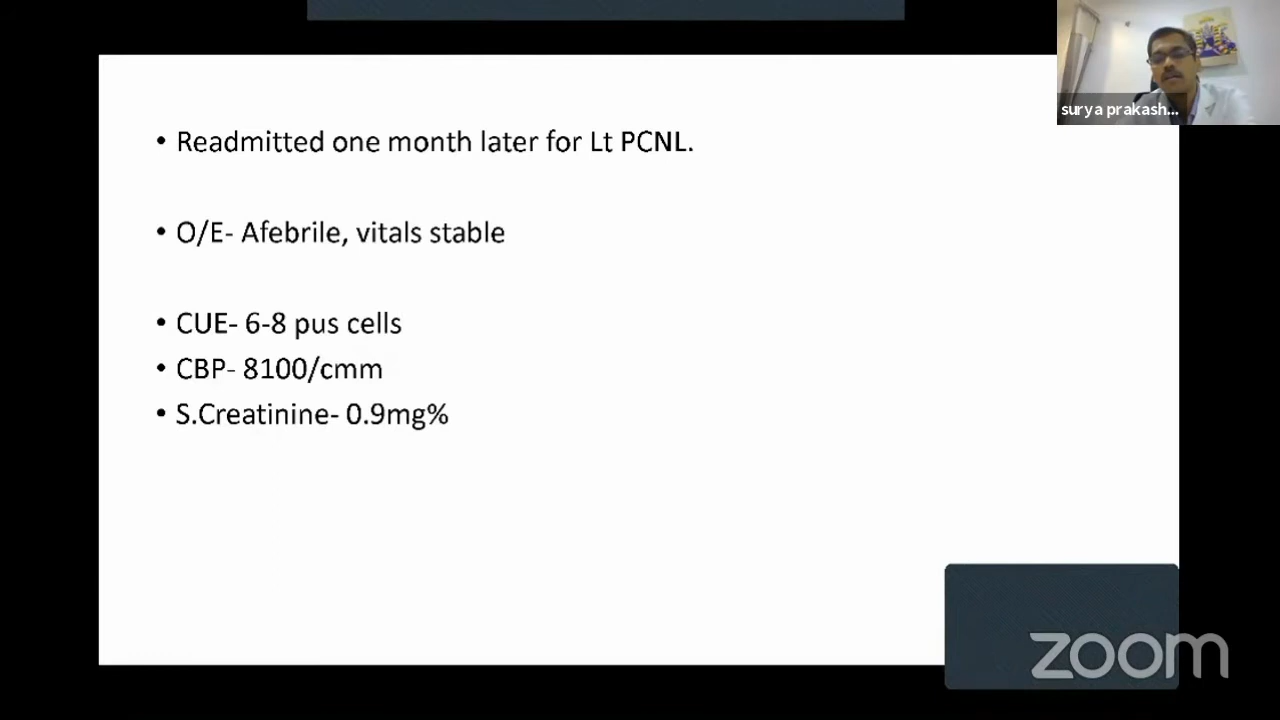 surya prakash...
• Readmitted one month later for Lt PCNL.
• O/E- Afebrile, vitals stable
• CUE- 6-8 pus cells
• CBP- 8100/cmm
• S.Creatinine- 0.9mg%
zoom